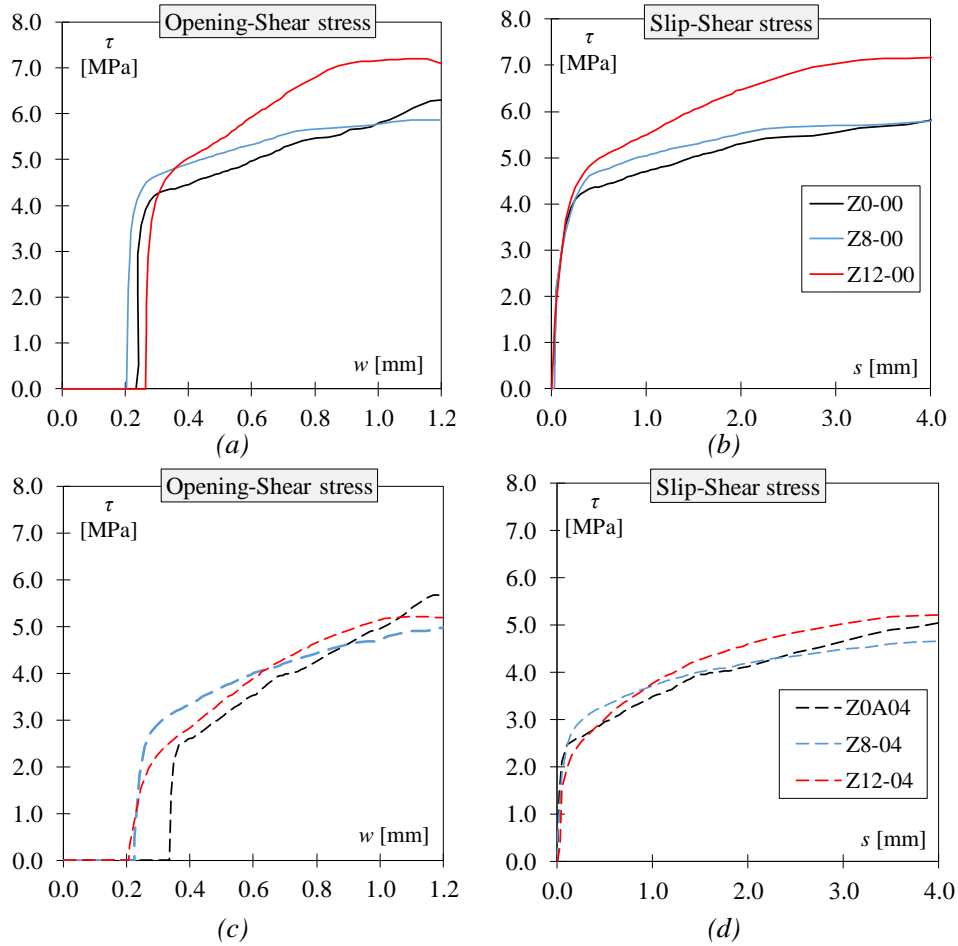 Opening-Shear stress
τ
[MPa]
8.0
7.0
6.0
5.0
4.0
3.0
2.0
1.0
0.0
w [mm]
0.0 0.2 0.4 0.6 0.8 1.0 1.2
(a)
Slip-Shear stress
τ
[MPa]
8.0
7.0
6.0
5.0
4.0
3.0
2.0
1.0
0.0
Z0-00
Z8-00
Z12-00
s [mm]
0.0 1.0 2.0 3.0 4.0
(b)
Opening-Shear stress
τ
[MPa]
8.0
7.0
6.0
5.0
4.0
3.0
2.0
1.0
0.0
w [mm]
0.0 0.2 0.4 0.6 0.8 1.0 1.2
(c)
Slip-Shear stress
τ
[MPa]
8.0
7.0
6.0
5.0
4.0
3.0
2.0
1.0
0.0
Z0A04
Z8-04
Z12-04
s [mm]
0.0 1.0 2.0 3.0 4.0
(d)